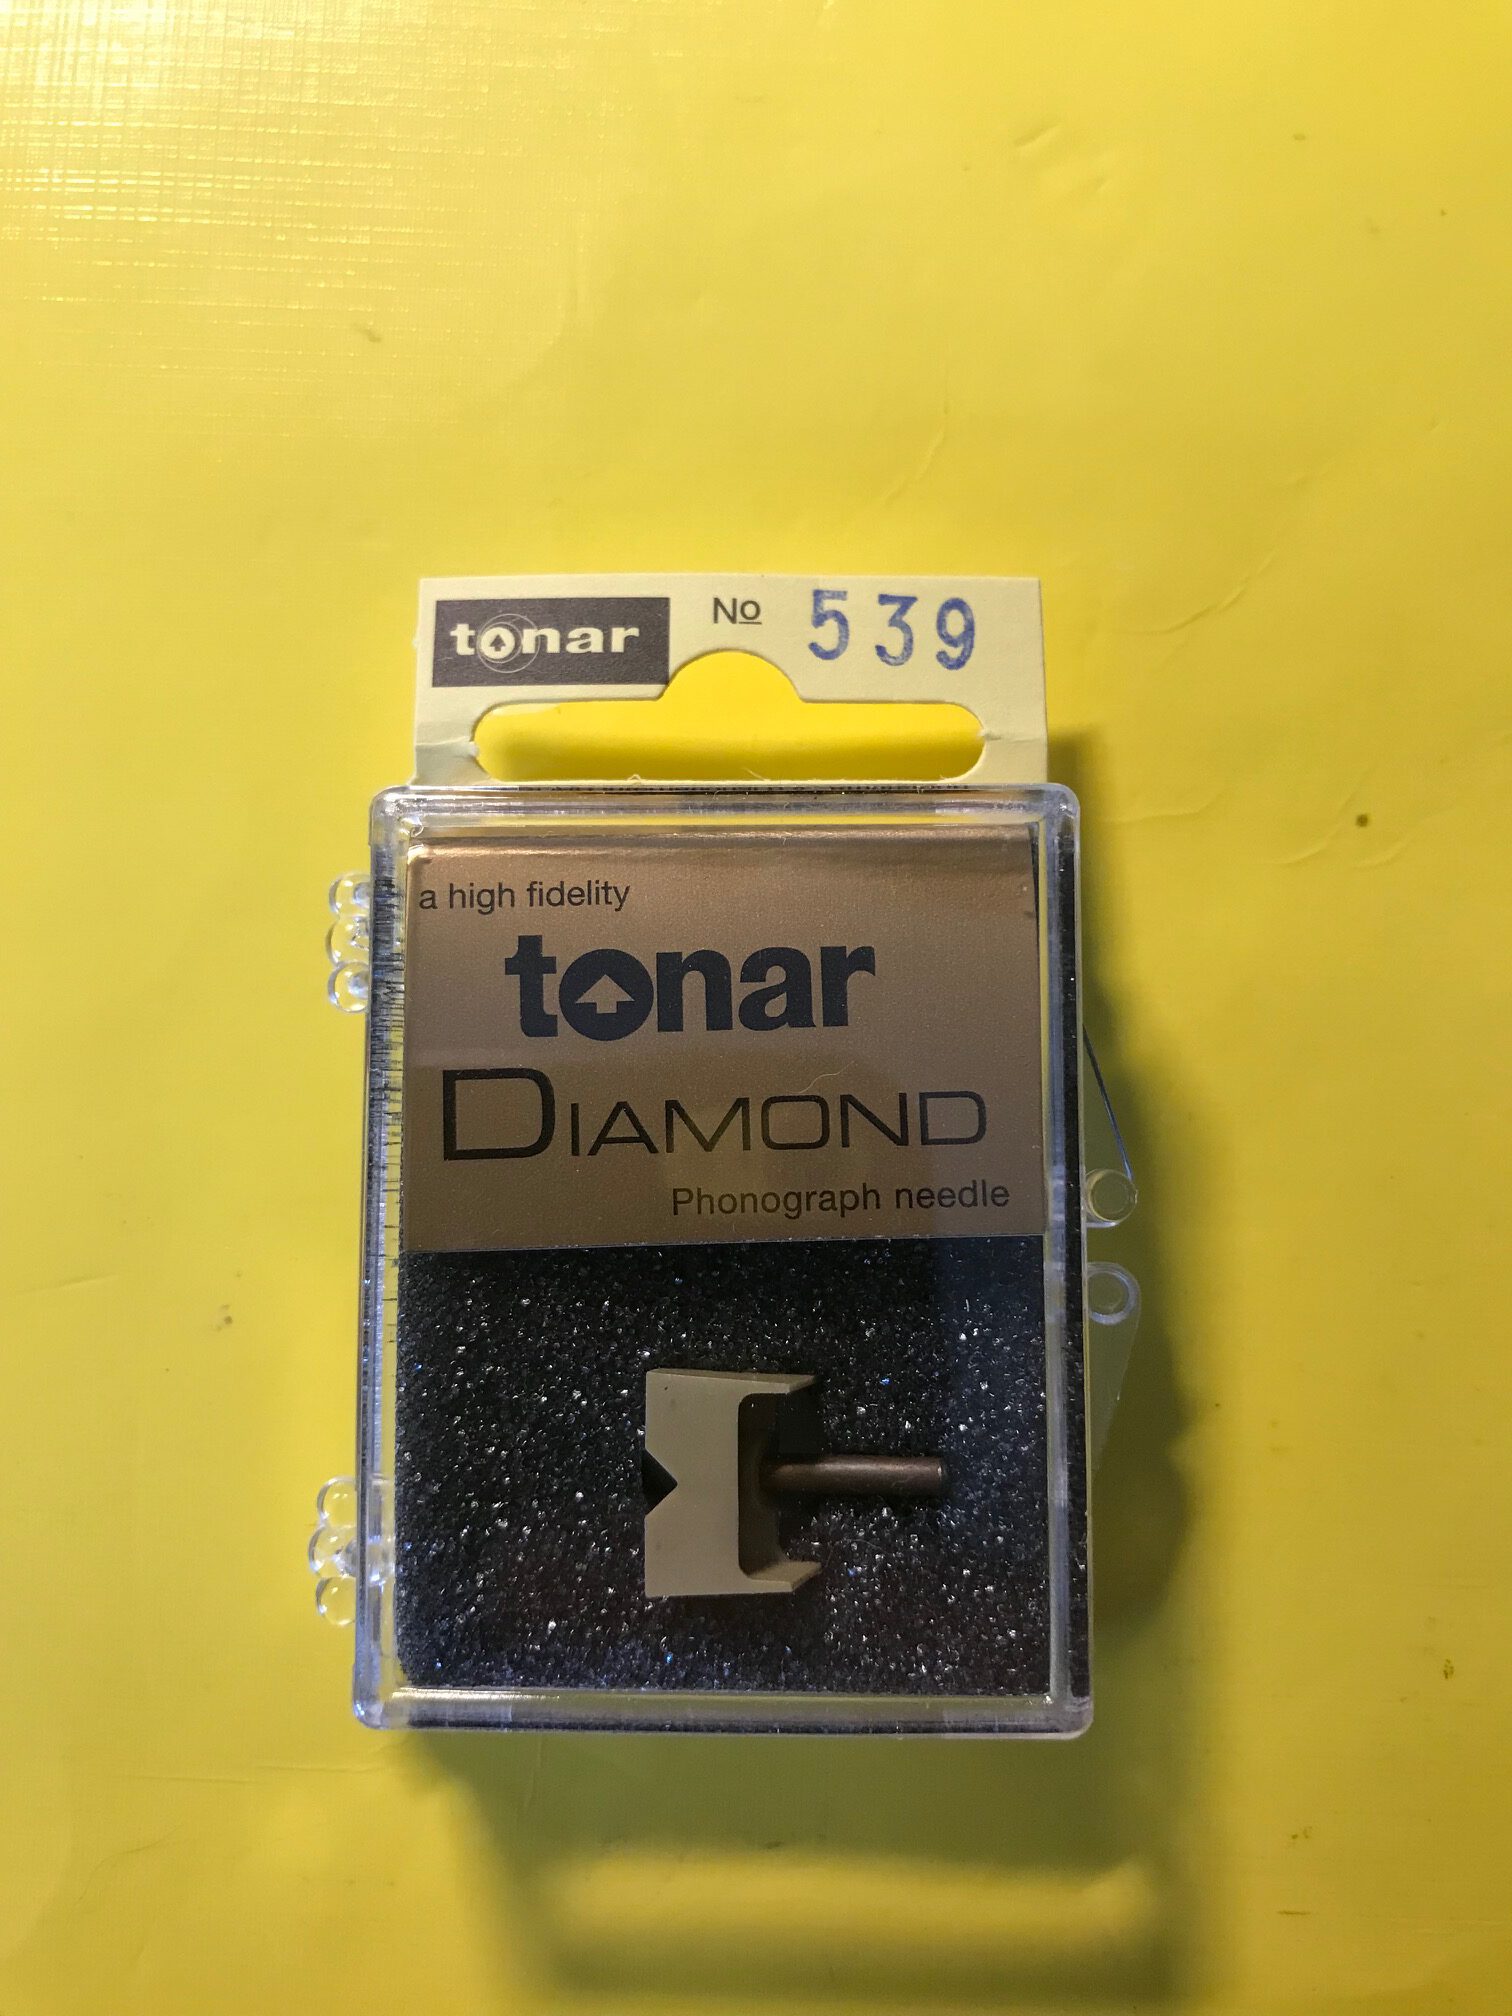 tonar
No 539
a high fidelity
tonar
DIAMOND
Phonograph needle